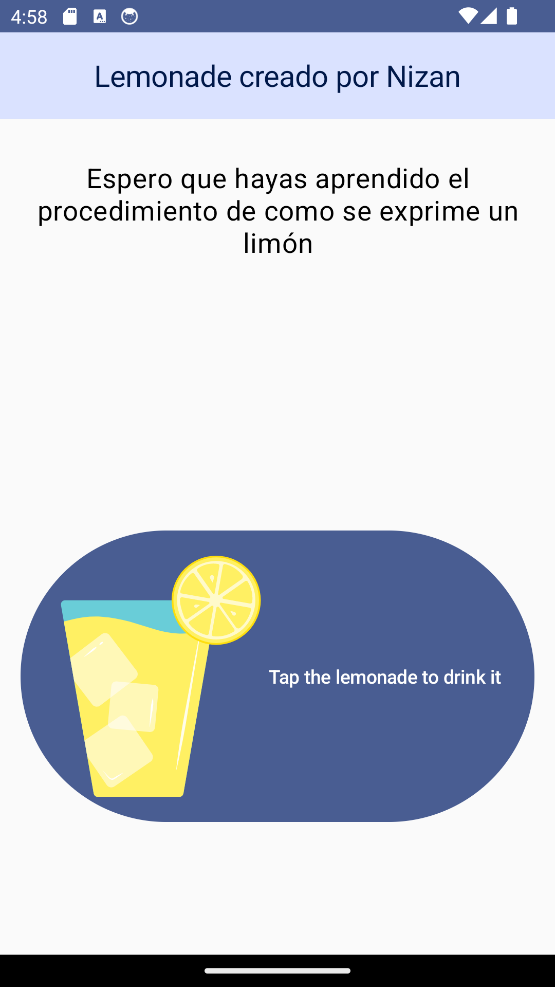 4:58
Lemonade creado por Nizan
Espero que hayas aprendido el
procedimiento de como se exprime un
limón
Tap the lemonade to drink it